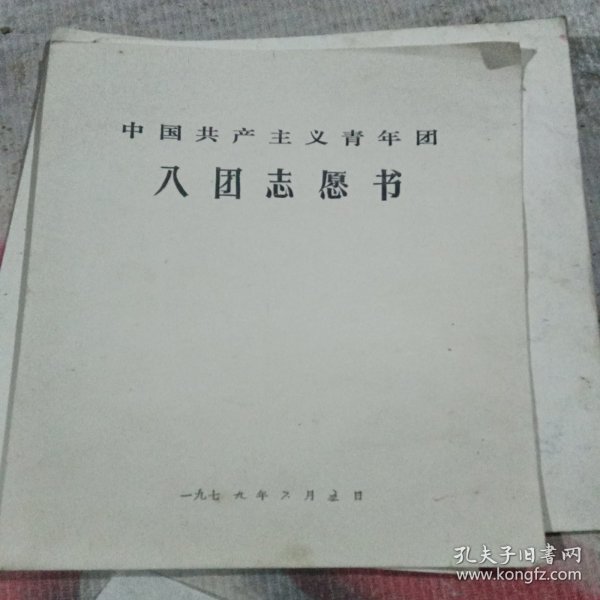 中国共产主义青年团
入团志愿书
一九七九年 月 日
孔夫子旧书网
www.kongfz.com